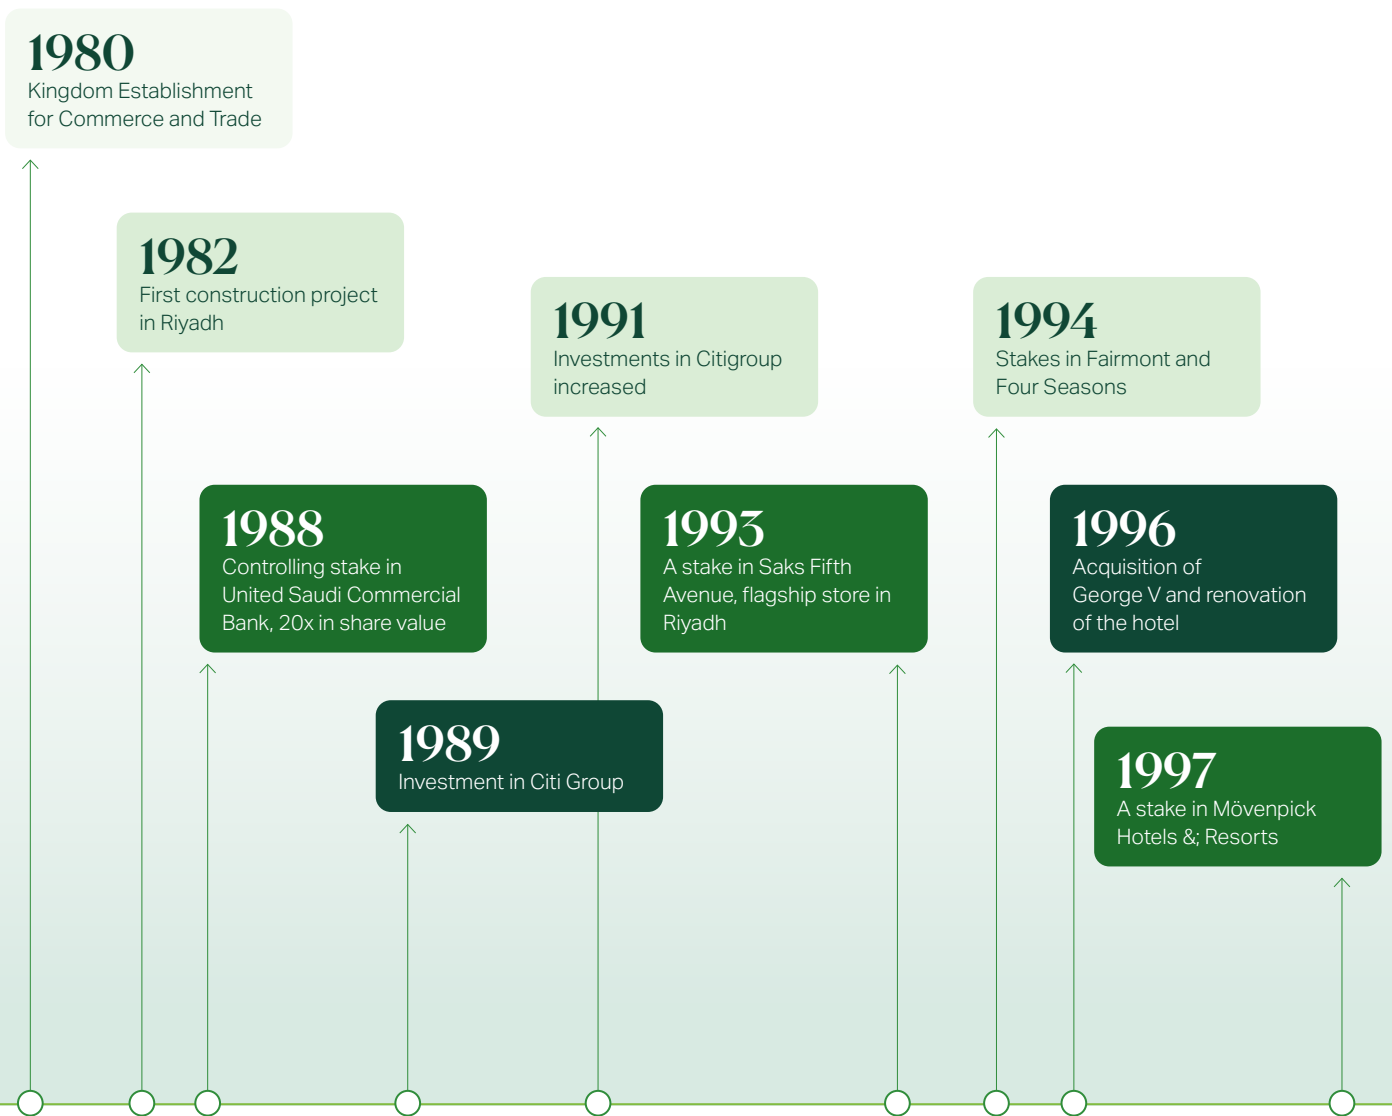 1980
Kingdom Establishment
for Commerce and Trade
1982
First construction project
in Riyadh
1988
Controlling stake in
United Saudi Commercial
Bank, 20x in share value
1989
Investment in Citi Group
1991
Investments in Citigroup
increased
1993
A stake in Saks Fifth
Avenue, flagship store in
Riyadh
1994
Stakes in Fairmont and
Four Seasons
1996
Acquisition of
George V and renovation
of the hotel
1997
A stake in Mövenpick
Hotels &; Resorts